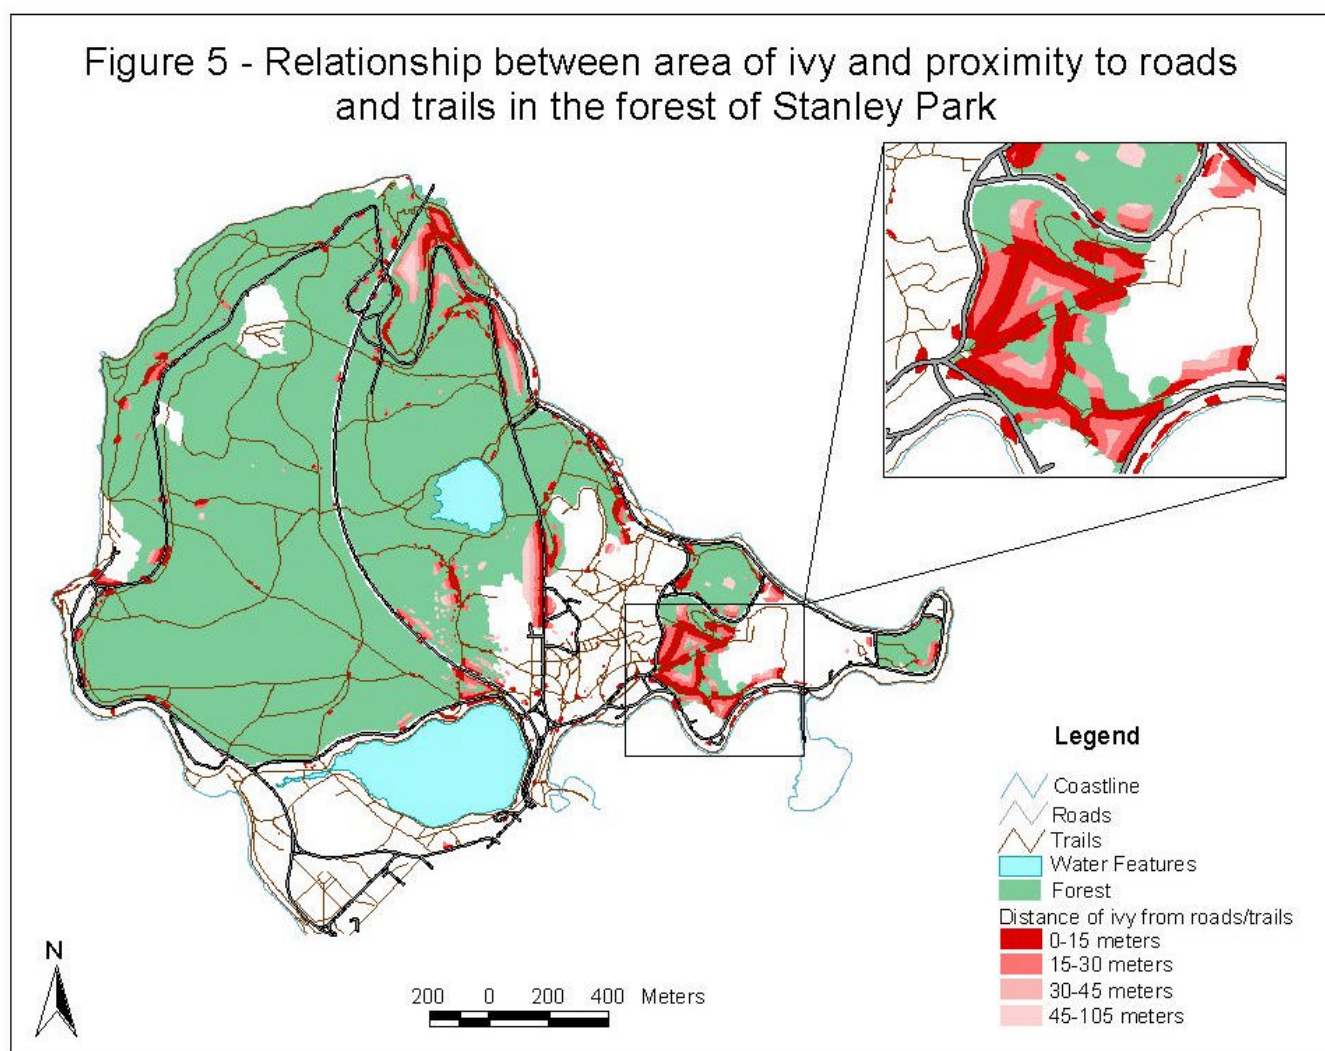 Figure 5 - Relationship between area of ivy and proximity to roads
and trails in the forest of Stanley Park
Legend
Coastline
Roads
Trails
Water Features
Forest
Distance of ivy from roads/trails
0-15 meters
15-30 meters
30-45 meters
45-105 meters
N
200 0 200 400 Meters